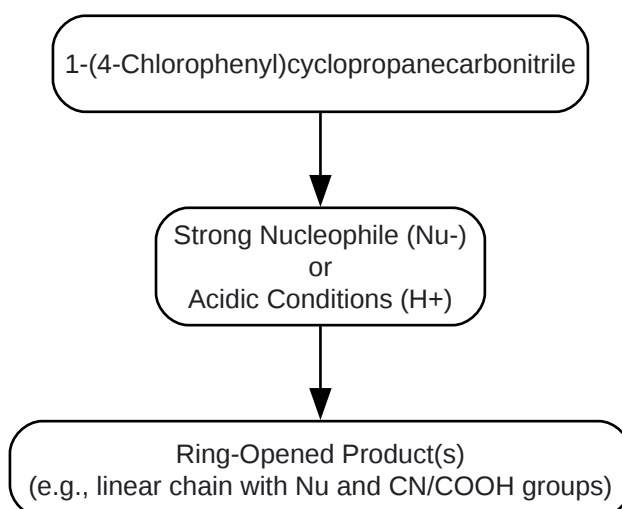 1-(4-Chlorophenyl)cyclopropanecarbonitrile
Strong Nucleophile (Nu-)
or
Acidic Conditions (H+)
Ring-Opened Product(s)
(e.g., linear chain with Nu and CN/COOH groups)